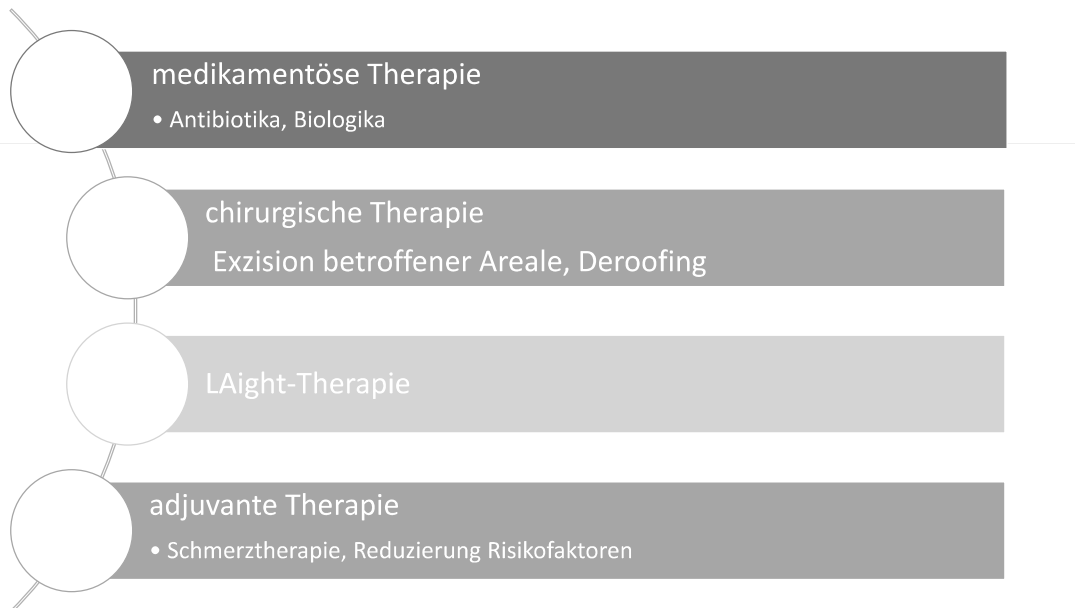 medikamentöse Therapie
• Antibiotika, Biologika
chirurgische Therapie
Exzision betroffener Areale, Deroofing
LAight-Therapie
adjuvante Therapie
• Schmerztherapie, Reduzierung Risikofaktoren